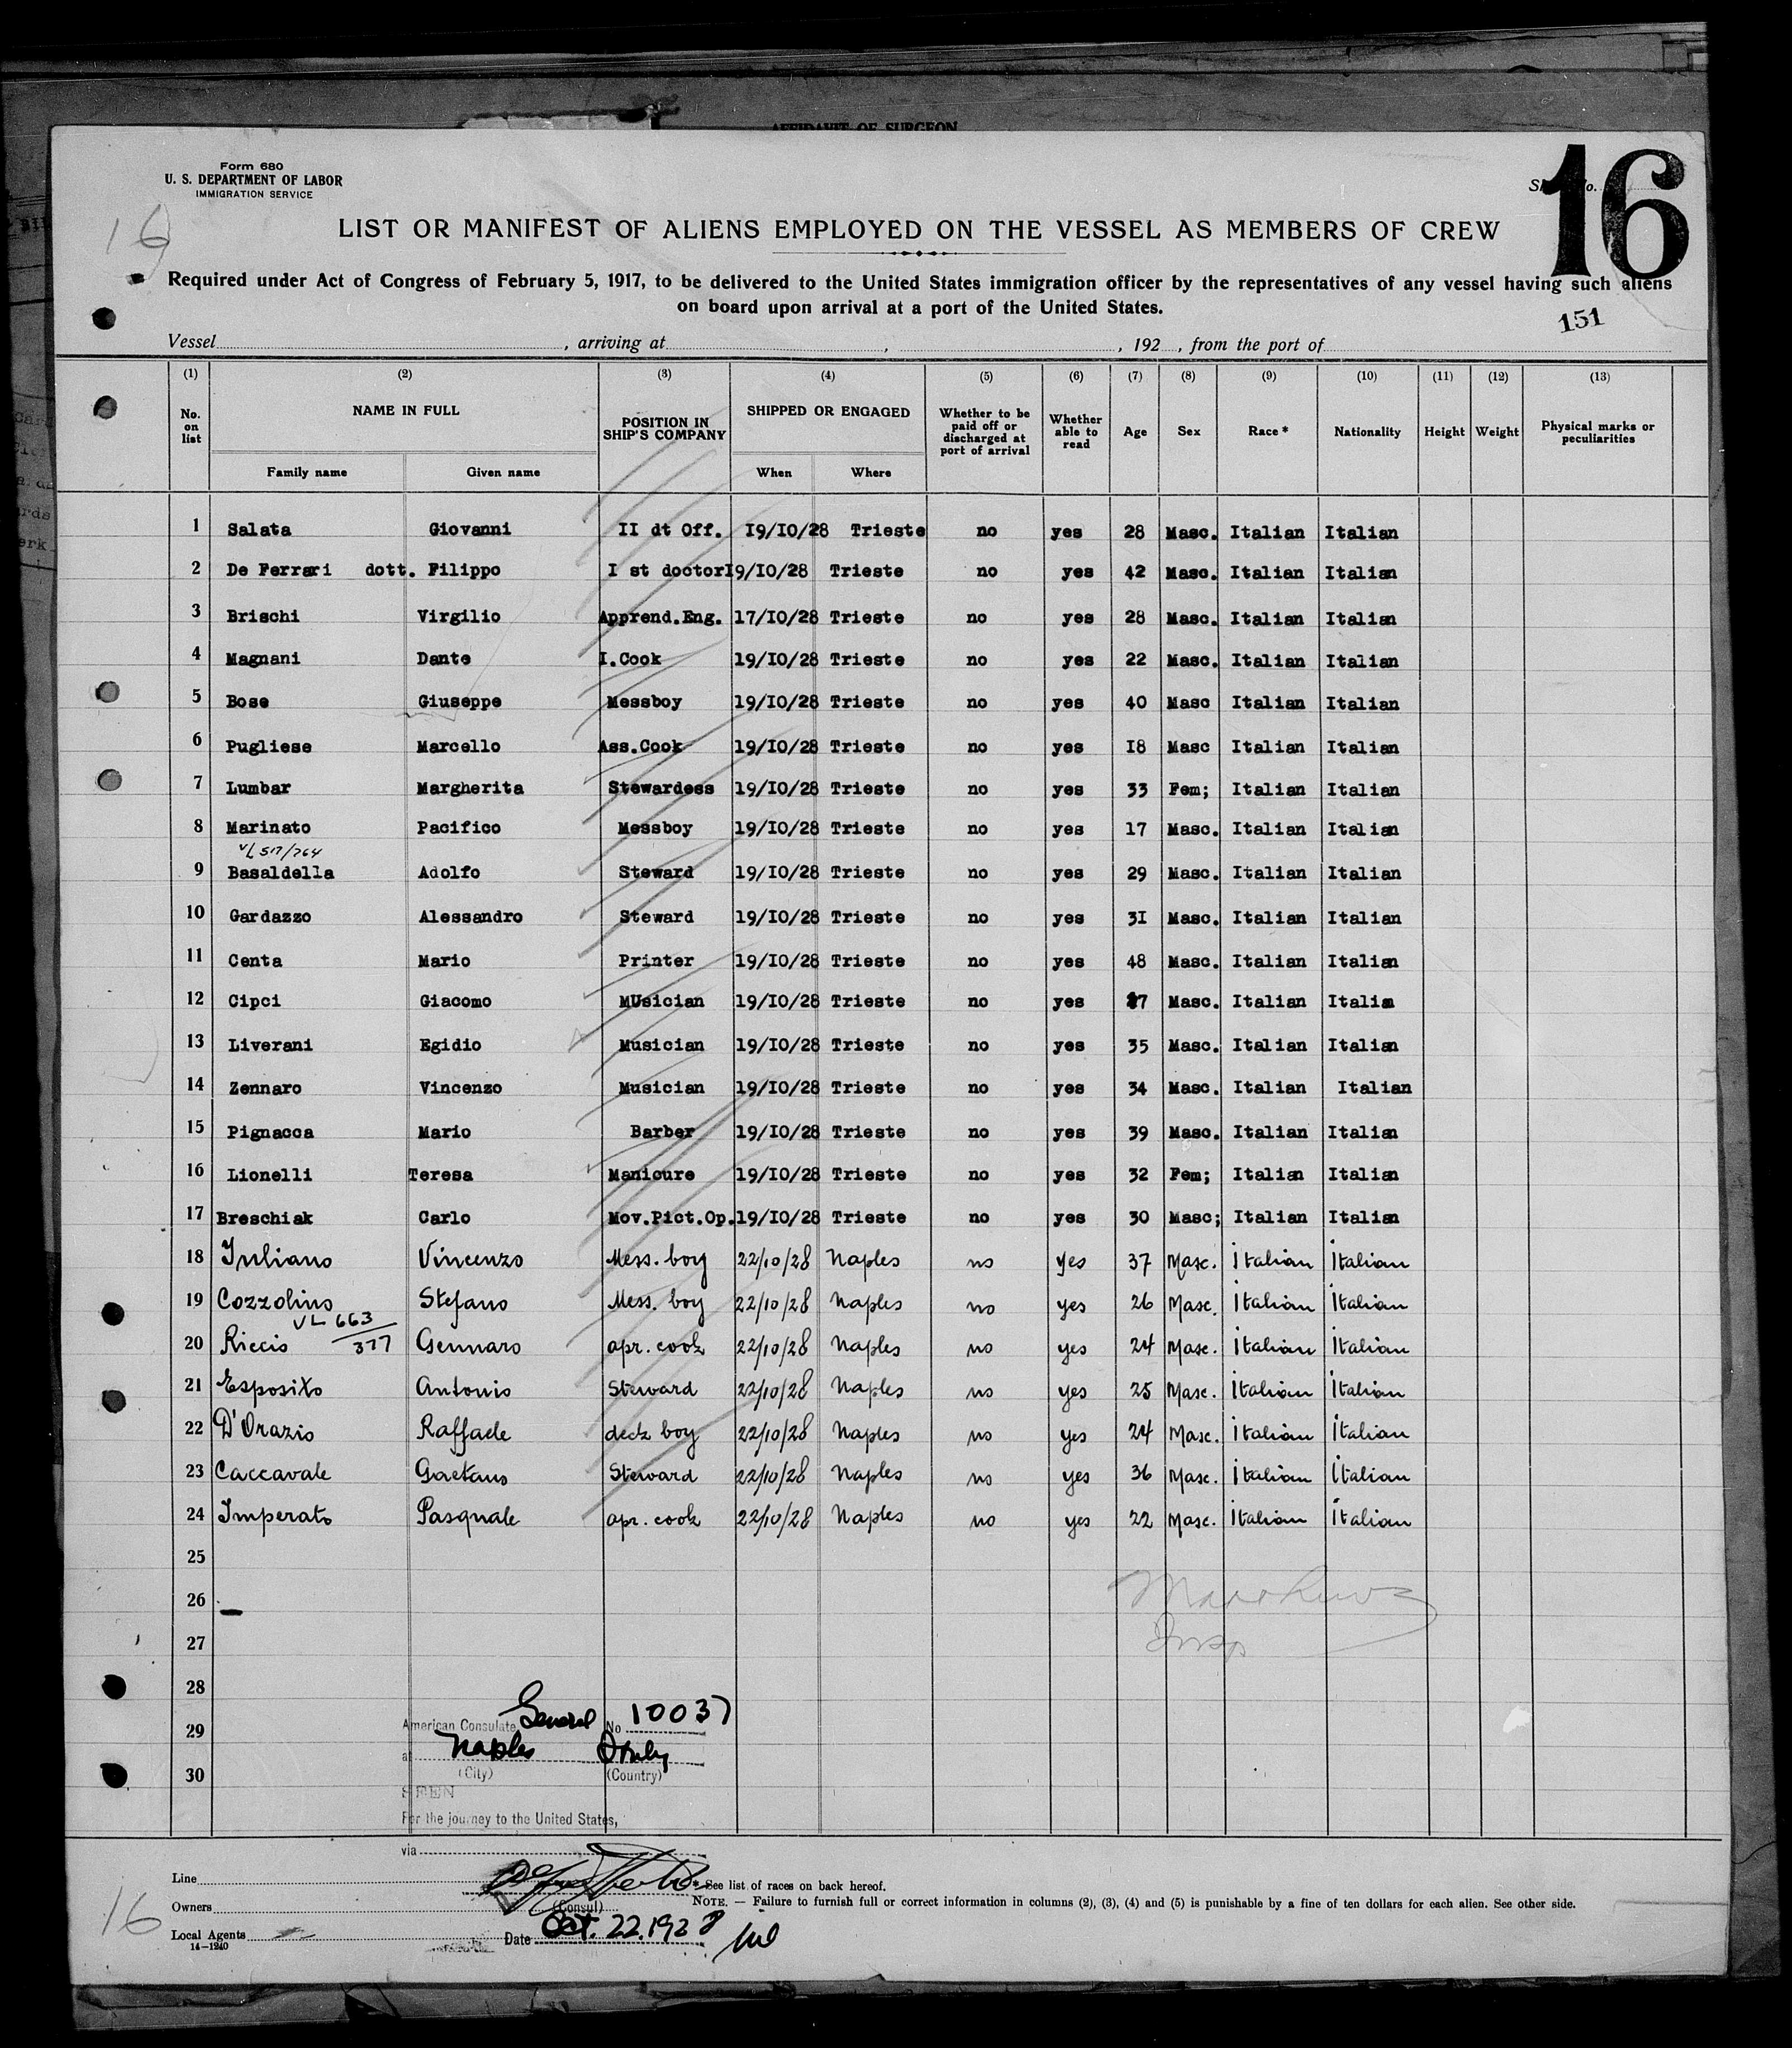 AFFIDAVIT OF SURGEON
Form 680
U. S. DEPARTMENT OF LABOR
IMMIGRATION SERVICE
16
16
LIST OR MANIFEST OF ALIENS EMPLOYED ON THE VESSEL AS MEMBERS OF CREW
Required under Act of Congress of February 5, 1917, to be delivered to the United States immigration officer by the representatives of any vessel having such aliens
on board upon arrival at a port of the United States.
151
Vessel , arriving at , , 192 , from the port of
(1) (2) (3) (4) (5) (6) (7) (8) (9) (10) (11) (12) (13)
No. on list NAME IN FULL Family name Given name POSITION IN SHIP'S COMPANY SHIPPED OR ENGAGED When Where Whether to be paid off or discharged at port of arrival Whether able to read Age Sex Race * Nationality Height Weight Physical marks or peculiarities
1 Salata Giovanni II dt Off. I9/IO/28 Trieste no yes 28 Masc. Italian Italian
2 De Ferrari dott. Filippo I st doctor I9/IO/28 Trieste no yes 42 Masc. Italian Italian
3 Brischi Virgilio Apprend.Eng. 17/IO/28 Trieste no yes 28 Masc. Italian Italian
4 Magnani Dante I.Cook 19/IO/28 Trieste no yes 22 Masc. Italian Italian
5 Bose Giuseppe Messboy 19/IO/28 Trieste no yes 40 Masc Italian Italian
6 Pugliese Marcello Ass.Cook 19/IO/28 Trieste no yes I8 Masc Italian Italian
7 Lumbar Margherita Stewardess 19/IO/28 Trieste no yes 33 Fem; Italian Italian
8 Marinato Pacifico Messboy 19/IO/28 Trieste no yes 17 Masc. Italian Italian
VL 517/764
9 Basaldella Adolfo Steward 19/IO/28 Trieste no yes 29 Masc. Italian Italian
10 Gardazzo Alessandro Steward 19/IO/28 Trieste no yes 3I Masc. Italian Italian
11 Centa Mario Printer 19/IO/28 Trieste no yes 48 Masc. Italian Italian
12 Cipci Giacomo MUsician 19/IO/28 Trieste no yes Masc. Italian Italia
13 Liverani Egidio Musician 19/IO/28 Trieste no yes 35 Masc. Italian Italian
14 Zennaro Vincenzo Musician 19/IO/28 Trieste no yes 34 Masc. Italian Italian
15 Pignacca Mario Barber 19/IO/28 Trieste no yes 39 Masc. Italian Italian
16 Lionelli Teresa Manicure 19/IO/28 Trieste no yes 32 Fem; Italian Italian
17 Breschiak Carlo Mov.Pict.Op. 19/IO/28 Trieste no yes 30 Masc; Italian Italian
18 Iuliano Vincenzo Mess. boy 22/10/28 Naples no yes 37 Masc. Italian Italian
19 Cozzolino Stefano Mess. boy 22/10/28 Naples no yes 26 Masc. Italian Italian
VL 663/377
20 Riccio Gennaro apr. cook 22/10/28 Naples no yes 24 Masc. Italian Italian
21 Esposito Antonio Steward 22/10/28 Naples no yes 25 Masc. Italian Italian
22 D'Orazio Raffaele deck boy 22/10/28 Naples no yes 24 Masc. Italian Italian
23 Caccavale Gaetano Steward 22/10/28 Naples no yes 36 Masc. Italian Italian
24 Imperato Pasquale apr. cook 22/10/28 Naples no yes 22 Masc. Italian Italian
25
26
27
28
29
30
American Consulate General No 10037
at Naples Italy
(City) (Country)
SEEN
For the journey to the United States,
via
Line
* See list of races on back hereof.
Owners
(Consul)
NOTE. — Failure to furnish full or correct information in columns (2), (3), (4) and (5) is punishable by a fine of ten dollars for each alien. See other side.
16
Local Agents
14—1240
Date Oct. 22. 1928